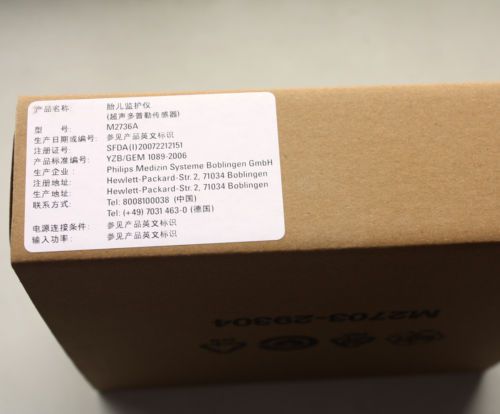 产品名称: 胎儿监护仪
(超声多普勒传感器)
型 号: M2736A
生产日期或编号: 参见产品英文标识
注册证号: SFDA(I)20072212151
产品标准编号: YZB/GEM 1089-2006
生产企业: Philips Medizin Systeme Boblingen GmbH
注册地址: Hewlett-Packard-Str. 2, 71034 Boblingen
生产地址: Hewlett-Packard-Str. 2, 71034 Boblingen
联系方式: Tel: 8008100038 (中国)
Tel: (+49) 7031 463-0 (德国)
电源连接条件: 参见产品英文标识
输入功率: 参见产品英文标识
M2703-29304